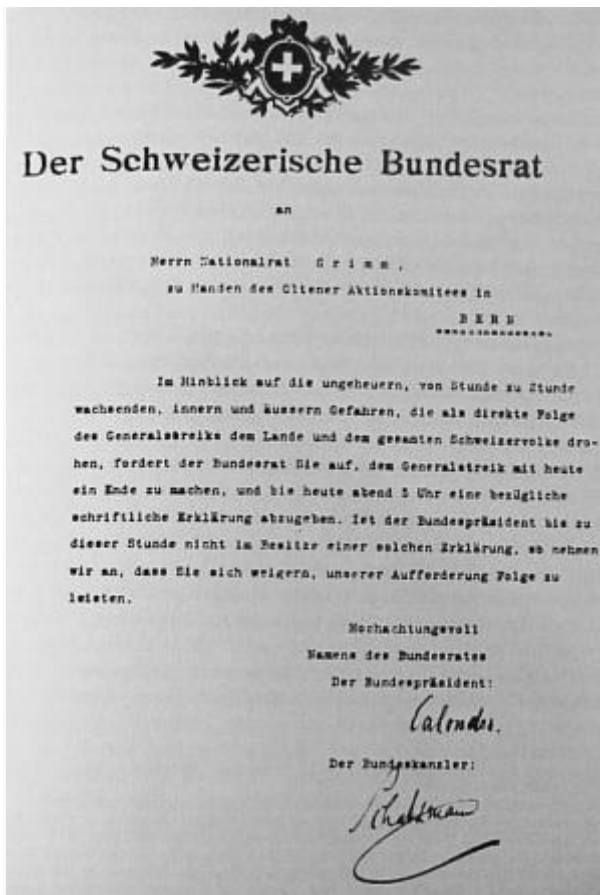 Der Schweizerische Bundesrat
an
Herrn Nationalrat Grimm,
zu Handen des Oltener Aktionskomitees in
BERN
Im Hinblick auf die ungeheuern, von Stunde zu Stunde
wachsenden, innern und äussern Gefahren, die als direkte Folge
des Generalstreiks dem Lande und dem gesamten Schweizervolke dro-
hen, fordert der Bundesrat Sie auf, dem Generalstreik mit heute
ein Ende zu machen, und bis heute abend 5 Uhr eine bezügliche
schriftliche Erklärung abzugeben. Ist der Bundespräsident bis zu
dieser Stunde nicht im Besitze einer solchen Erklärung, so nehmen
wir an, dass Sie sich weigern, unserer Aufforderung Folge zu
leisten.
Hochachtungsvoll
Namens des Bundesrates
Der Bundespräsident:
Calonder.
Der Bundeskanzler:
Schatzmann